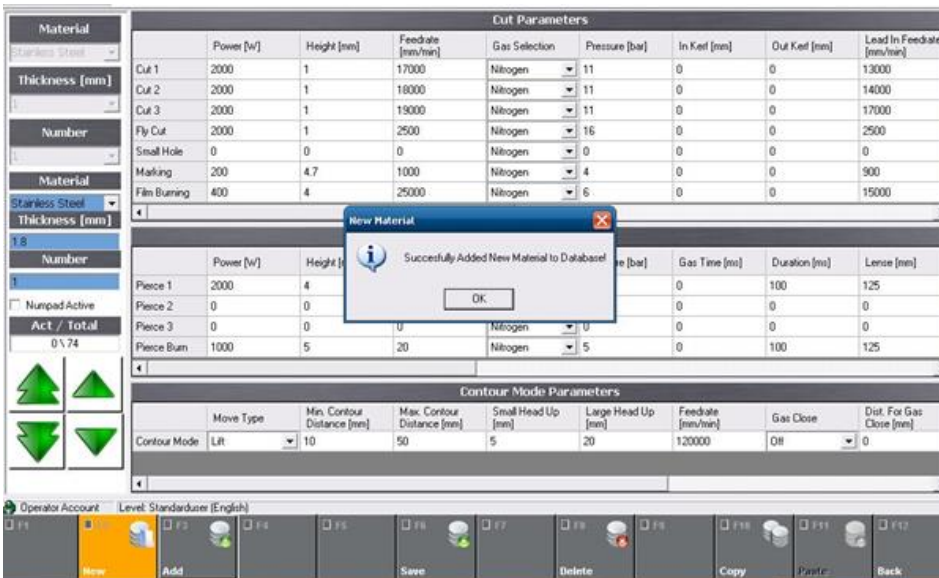 Material
Stainless Steel
Thickness [mm]
1
Number
1
Material
Stainless Steel
Thickness [mm]
1.8
Number
1
Numpad Active
Act / Total
0 \ 74
Cut Parameters
Power [W] Height [mm] Feedrate [mm/min] Gas Selection Pressure [bar] In Kerf [mm] Out Kerf [mm] Lead In Feedrate [mm/min]
Cut 1 2000 1 17000 Nitrogen 11 0 0 13000
Cut 2 2000 1 18000 Nitrogen 11 0 0 14000
Cut 3 2000 1 19000 Nitrogen 11 0 0 17000
Fly Cut 2000 1 2500 Nitrogen 16 0 0 2500
Small Hole 0 0 0 Nitrogen 0 0 0 0
Marking 200 4.7 1000 Nitrogen 4 0 0 900
Film Burning 400 4 25000 Nitrogen 6 0 0 15000
New Material
Succesfully Added New Material to Database!
OK
Power [W] Height [bar] Gas Time [ms] Duration [ms] Lense [mm]
Pierce 1 2000 4 0 100 125
Pierce 2 0 0 0 0 0
Pierce 3 0 0 0 Nitrogen 0 0 0 0
Pierce Burn 1000 5 20 Nitrogen 5 0 100 125
Contour Mode Parameters
Move Type Min. Contour Distance [mm] Max. Contour Distance [mm] Small Head Up [mm] Large Head Up [mm] Feedrate [mm/min] Gas Close Dist. For Gas Close [mm]
Contour Mode Lift 10 50 5 20 120000 Off 0
Operator Account Level: Standarduser (English)
F1 F3 F4 F5 F6 F7 F8 F9 F10 F11 F12
New Add Save Delete Copy Paste Back